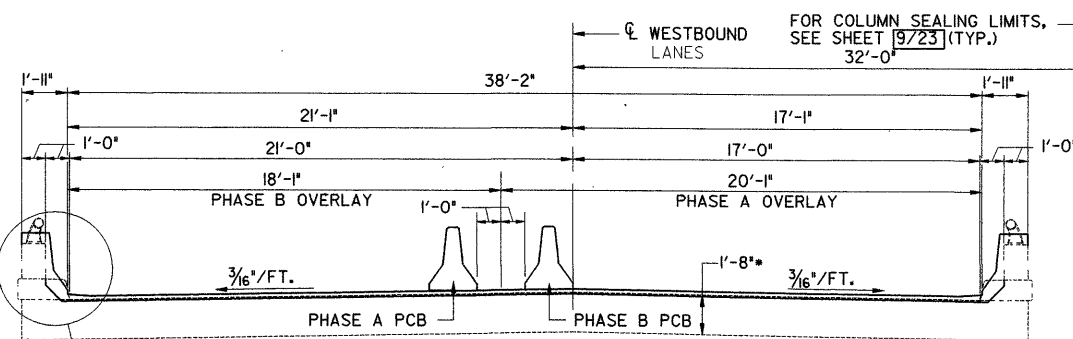 ℄ WESTBOUND
LANES
FOR COLUMN SEALING LIMITS,
SEE SHEET 9/23 (TYP.)
32'-0"
1'-11"
38'-2"
1'-11"
21'-1"
17'-1"
1'-0"
21'-0"
17'-0"
1'-0"
18'-1"
PHASE B OVERLAY
20'-1"
PHASE A OVERLAY
1'-0"
3/16"/FT.
1'-8"*
3/16"/FT.
PHASE A PCB
PHASE B PCB